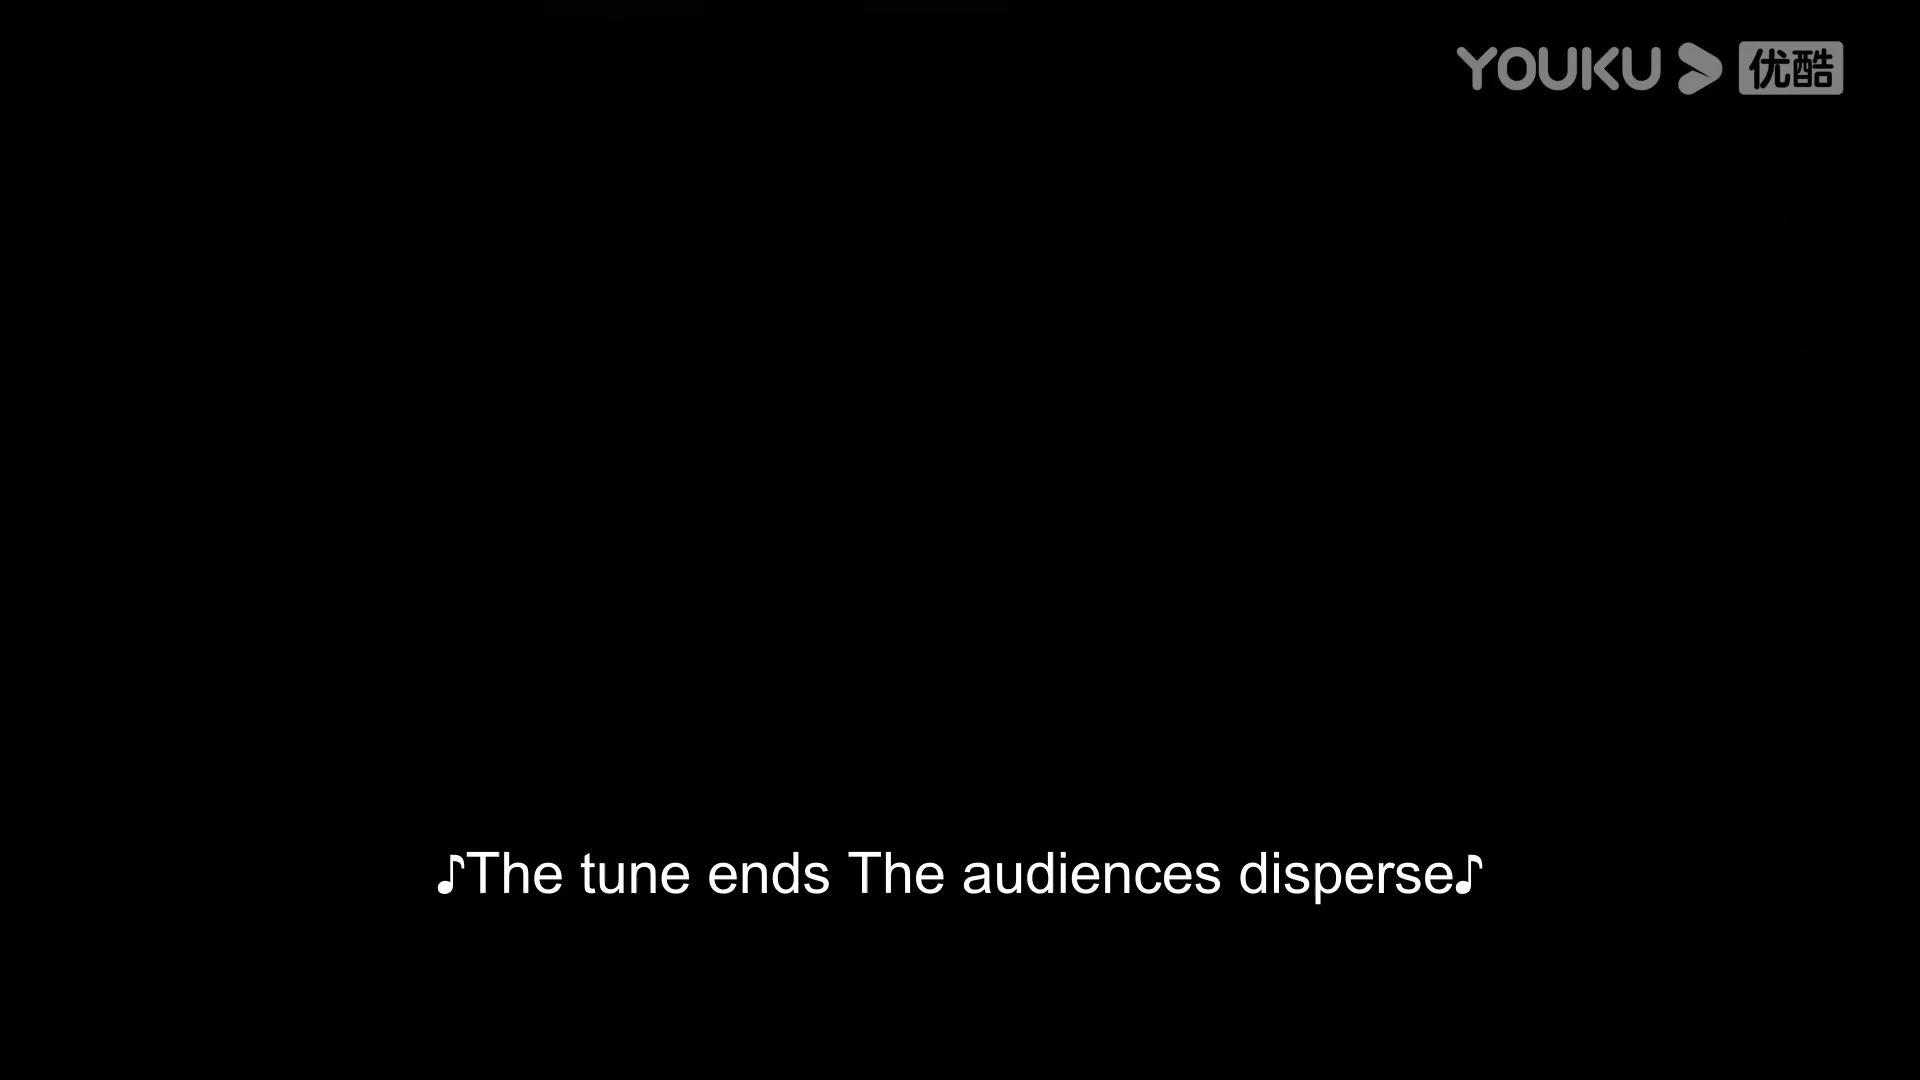 YOUKU 优酷
♪The tune ends The audiences disperse♪